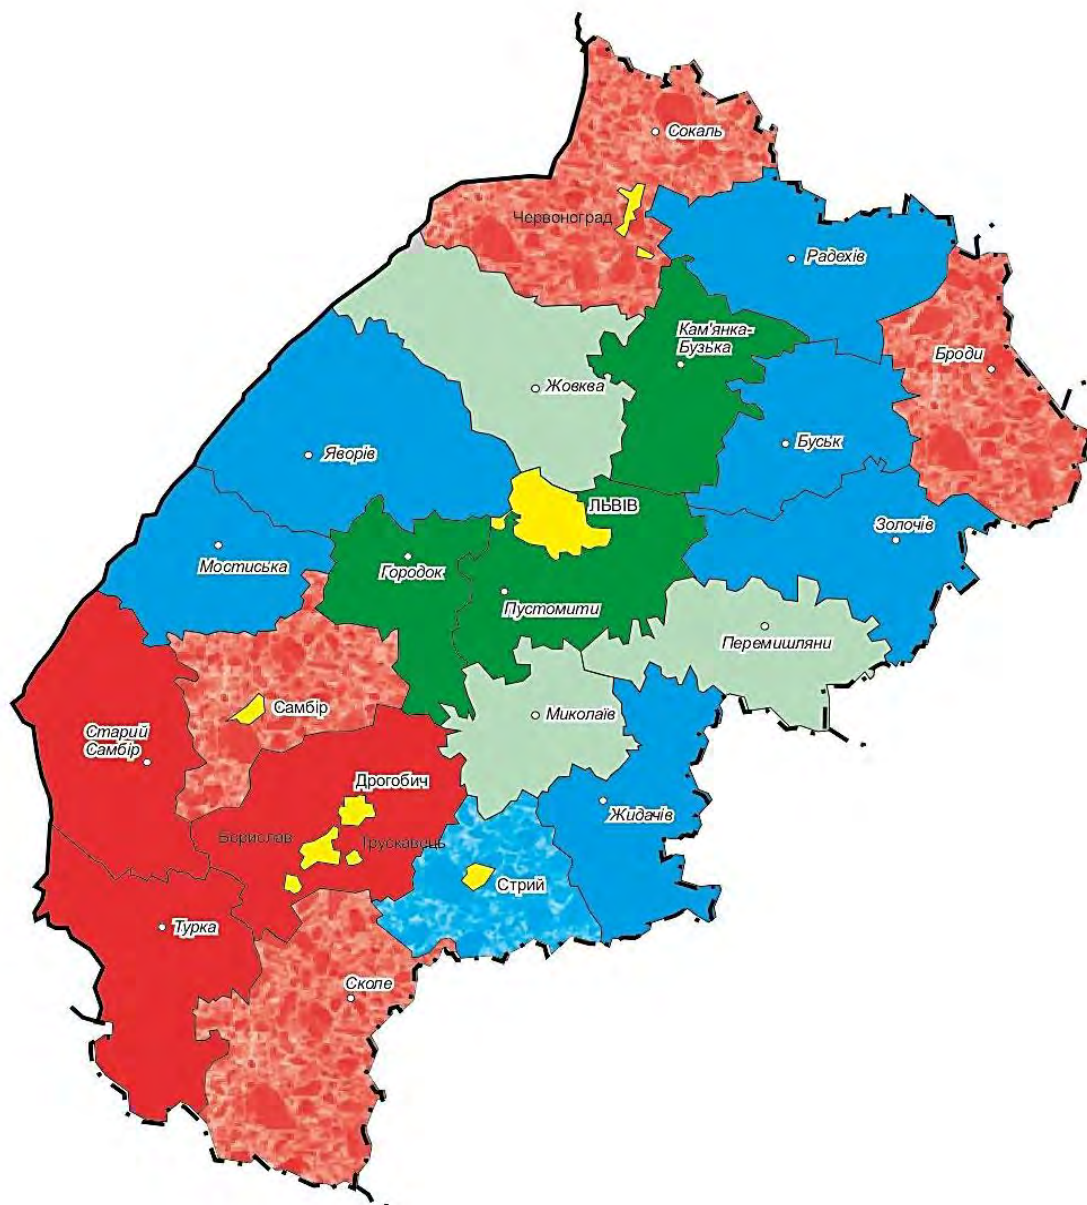 Сокаль
Червоноград
Радехів
Кам'янка-
Бузька
Броди
Жовква
Буськ
Яворів
ЛЬВІВ
Золочів
Мостиська
Городок
Пустомити
Перемишляни
Самбір
Миколаїв
Старий
Самбір
Дрогобич
Жидачів
Борислав
Трускавець
Стрий
Турка
Сколе